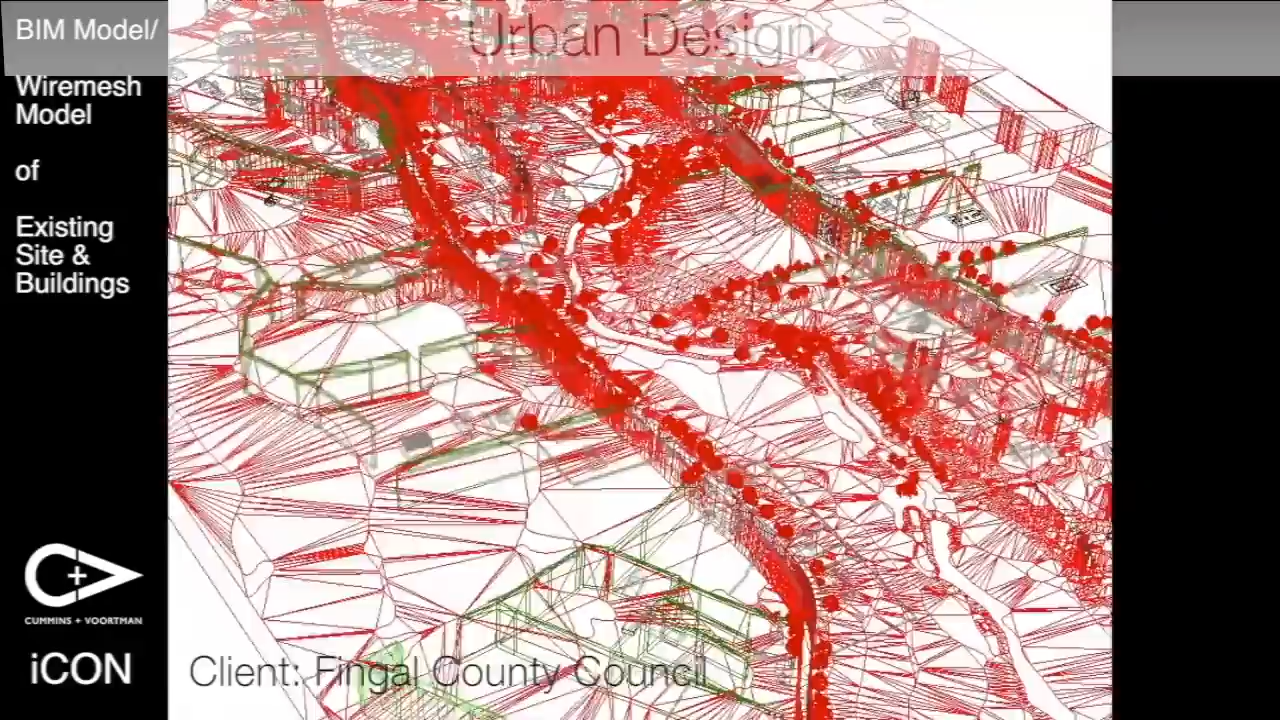 BIM Model/
Wiremesh
Model
of
Existing
Site &
Buildings
Urban Design
CUMMINS + VOORTMAN
iCON
Client: Fingal County Council